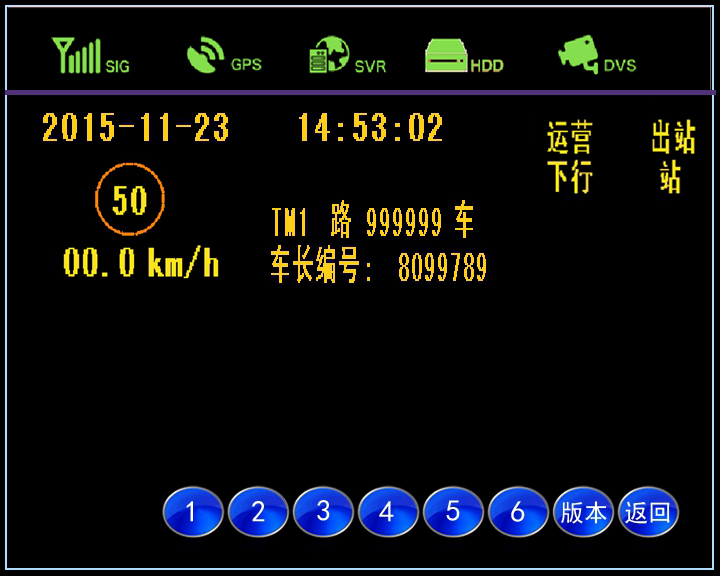 SIG GPS SVR HDD DVS
2015-11-23 14:53:02 运营 出站
下行 站
50
TM1 路 999999 车
00.0 km/h 车长编号: 8099789
1 2 3 4 5 6 版本 返回